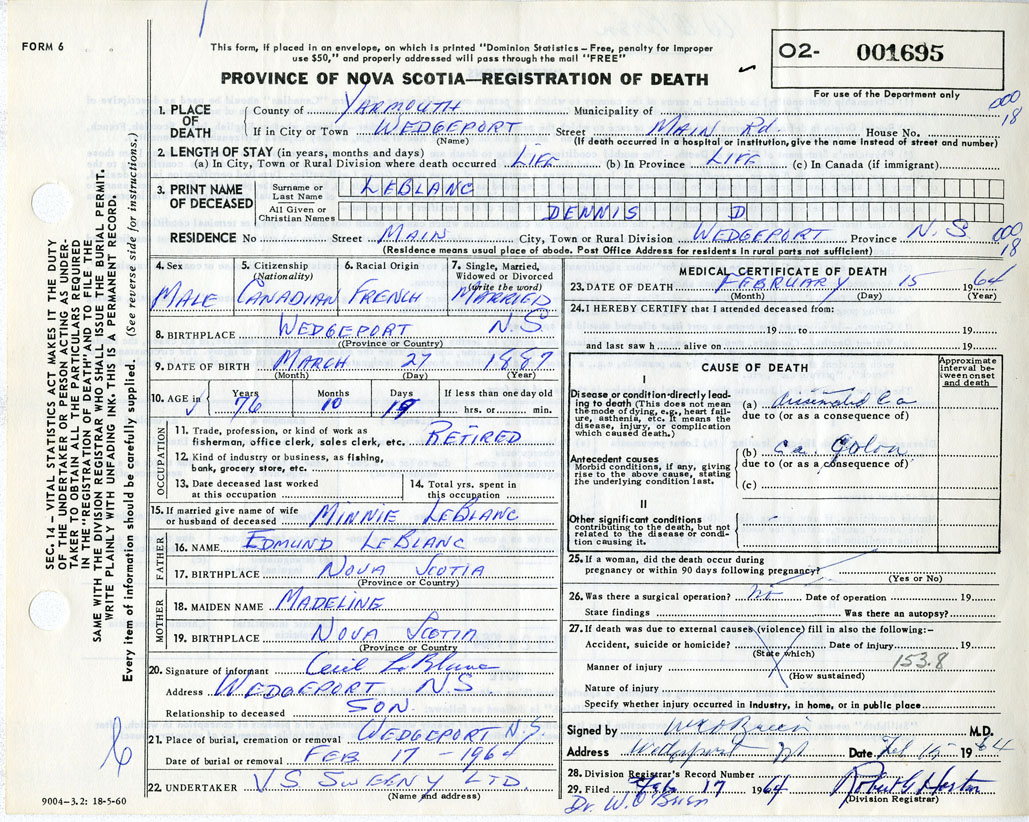 FORM 6
This form, if placed in an envelope, on which is printed "Dominion Statistics – Free, penalty for improper
use $50," and properly addressed will pass through the mail "FREE"
PROVINCE OF NOVA SCOTIA—REGISTRATION OF DEATH
O2- 001695
For use of the Department only
SEC. 14 – VITAL STATISTICS ACT MAKES IT THE DUTY
OF THE UNDERTAKER OR PERSON ACTING AS UNDER-
TAKER TO OBTAIN ALL THE PARTICULARS REQUIRED
IN THE "REGISTRATION OF DEATH" AND TO FILE THE
SAME WITH THE DIVISION REGISTRAR WHO SHALL ISSUE THE BURIAL PERMIT.
WRITE PLAINLY WITH UNFADING INK. THIS IS A PERMANENT RECORD.
Every item of information should be carefully supplied. (See reverse side for instructions.)
1. PLACE OF DEATH
County of YARMOUTH Municipality of
000
18
If in City or Town WEDGEPORT Street MAIN Rd. House No.
(Name) (If death occurred in a hospital or institution, give the name instead of street and number)
2. LENGTH OF STAY (in years, months and days)
(a) In City, Town or Rural Division where death occurred LIFE (b) In Province LIFE (c) In Canada (if immigrant)
3. PRINT NAME OF DECEASED
Surname or Last Name LEBLANC
All Given or Christian Names DENNIS D
RESIDENCE No Street MAIN City, Town or Rural Division WEDGEPORT Province N.S.
000
18
(Residence means usual place of abode. Post Office Address for residents in rural parts not sufficient)
4. Sex MALE
5. Citizenship (Nationality) CANADIAN
6. Racial Origin FRENCH
7. Single, Married, Widowed or Divorced (write the word) MARRIED
8. BIRTHPLACE WEDGEPORT N.S.
(Province or Country)
9. DATE OF BIRTH MARCH 27 1887
(Month) (Day) (Year)
10. AGE in Years 76 Months 10 Days 19 If less than one day hrs. or min.
OCCUPATION
11. Trade, profession, or kind of work as fisherman, office clerk, sales clerk, etc. RETIRED
12. Kind of industry or business, as fishing, bank, grocery store, etc.
13. Date deceased last worked at this occupation
14. Total yrs. spent in this occupation
15. If married give name of wife or husband of deceased MINNIE LEBLANC
FATHER
16. NAME EDMUND LEBLANC
17. BIRTHPLACE NOVA SCOTIA
(Province or Country)
MOTHER
18. MAIDEN NAME MADELINE
19. BIRTHPLACE NOVA SCOTIA
(Province or Country)
20. Signature of informant Cecil LeBlanc
Address WEDGEPORT N.S.
Relationship to deceased SON.
21. Place of burial, cremation or removal WEDGEPORT N.S.
Date of burial or removal FEB 17 - 1964
22. UNDERTAKER V S SWEENY LTD.
(Name and address)
9004–3.2: 18-5-60
MEDICAL CERTIFICATE OF DEATH
23. DATE OF DEATH FEBRUARY 15 1964
(Month) (Day) (Year)
24. I HEREBY CERTIFY that I attended deceased from:
19 to 19
and last saw h alive on 19
CAUSE OF DEATH
Approximate interval between onset and death
I
Disease or condition directly leading to death (This does not mean the mode of dying, e.g., heart failure, asthenia, etc. It means the disease, injury, or complication which caused death.)
(a) Ca
due to (or as a consequence of)
Antecedent causes
Morbid conditions, if any, giving rise to the above cause, stating the underlying condition last.
(b) Ca. Colon
due to (or as a consequence of)
(c)
II
Other significant conditions
contributing to the death, but not related to the disease or condition causing it.
25. If a woman, did the death occur during
pregnancy or within 90 days following pregnancy?
(Yes or No)
26. Was there a surgical operation? no Date of operation 19
State findings Was there an autopsy?
27. If death was due to external causes (violence) fill in also the following:–
Accident, suicide or homicide? Date of injury 19
(State which)
153.8
Manner of injury
(How sustained)
Nature of injury
Specify whether injury occurred in Industry, in home, or in public place
Signed by W O'Brien M.D.
Address Wedgeport NS Date Feb 1964
28. Division Registrar's Record Number
29. Filed Feb 17 1964 Robert G
(Division Registrar)
Dr. W. O'Brien